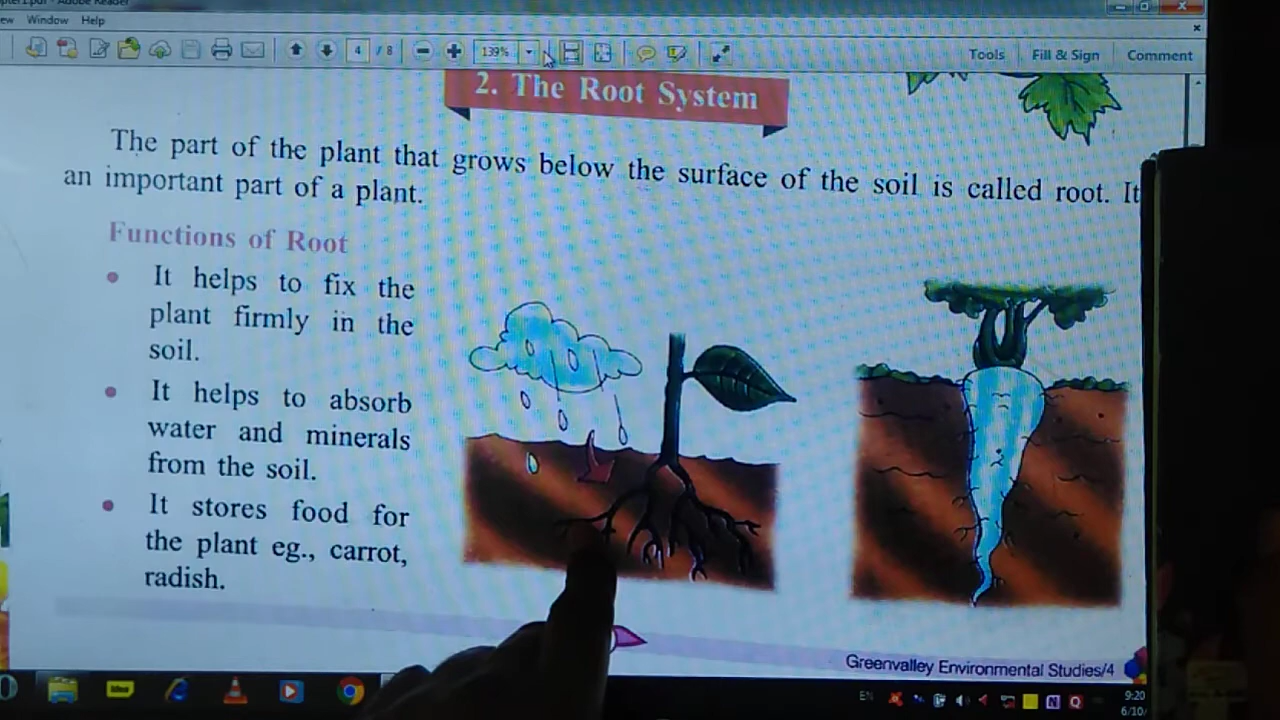 ew Window Help
4 / 8 139% Tools Fill & Sign Comment
2. The Root System
The part of the plant that grows below the surface of the soil is called root. It
an important part of a plant.
Functions of Root
It helps to fix the
plant firmly in the
soil.
It helps to absorb
water and minerals
from the soil.
It stores food for
the plant eg., carrot,
radish.
Greenvalley Environmental Studies/4
EN 9:20
6/10/